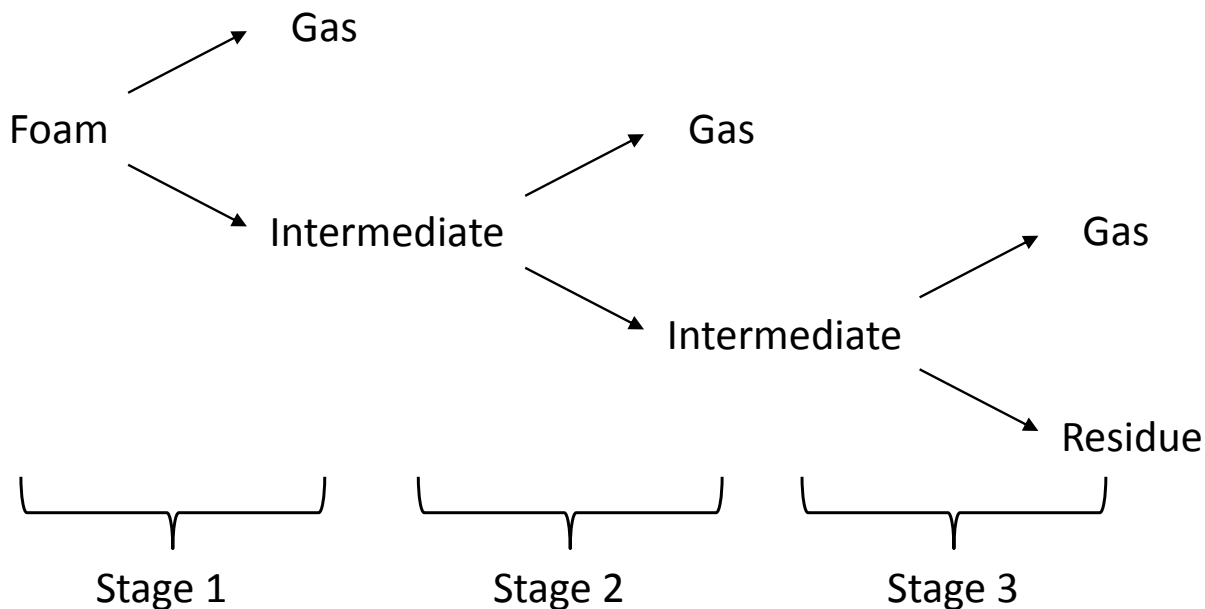 Gas
Foam
Gas
Intermediate
Gas
Intermediate
Residue
Stage 1
Stage 2
Stage 3